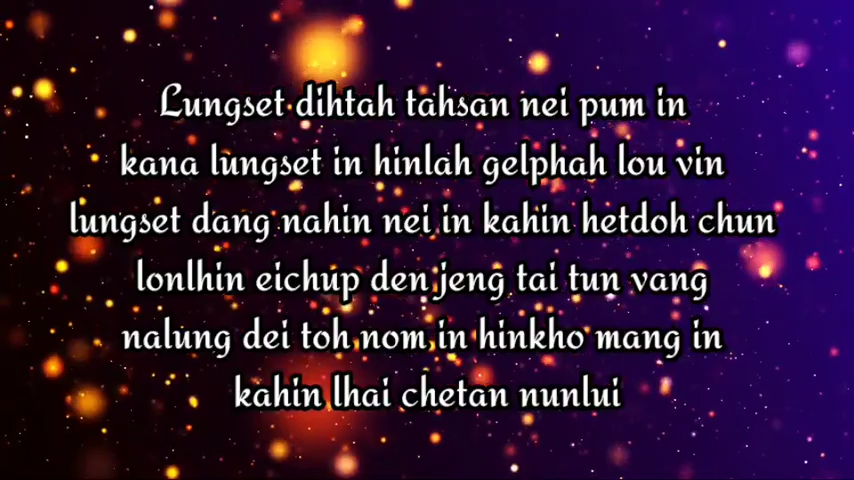 Lungset dihtah tahsan nei pum in
kana lungset in hinlah gelphah lou vin
lungset dang nahin nei in kahin hetdoh chun
lonlhin eichup den jeng tai tun vang
nalung dei toh nom in hinkho mang in
kahin lhai chetan nunlui